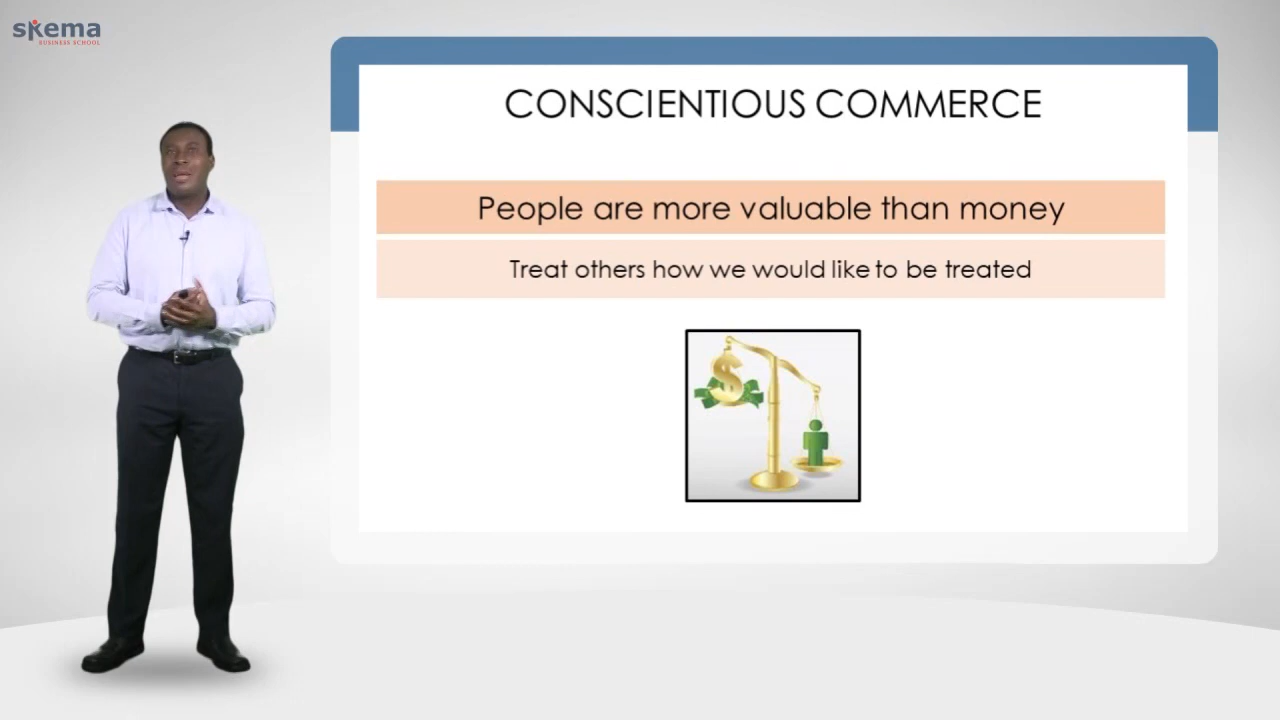 skema
BUSINESS SCHOOL
CONSCIENTIOUS COMMERCE
People are more valuable than money
Treat others how we would like to be treated
$